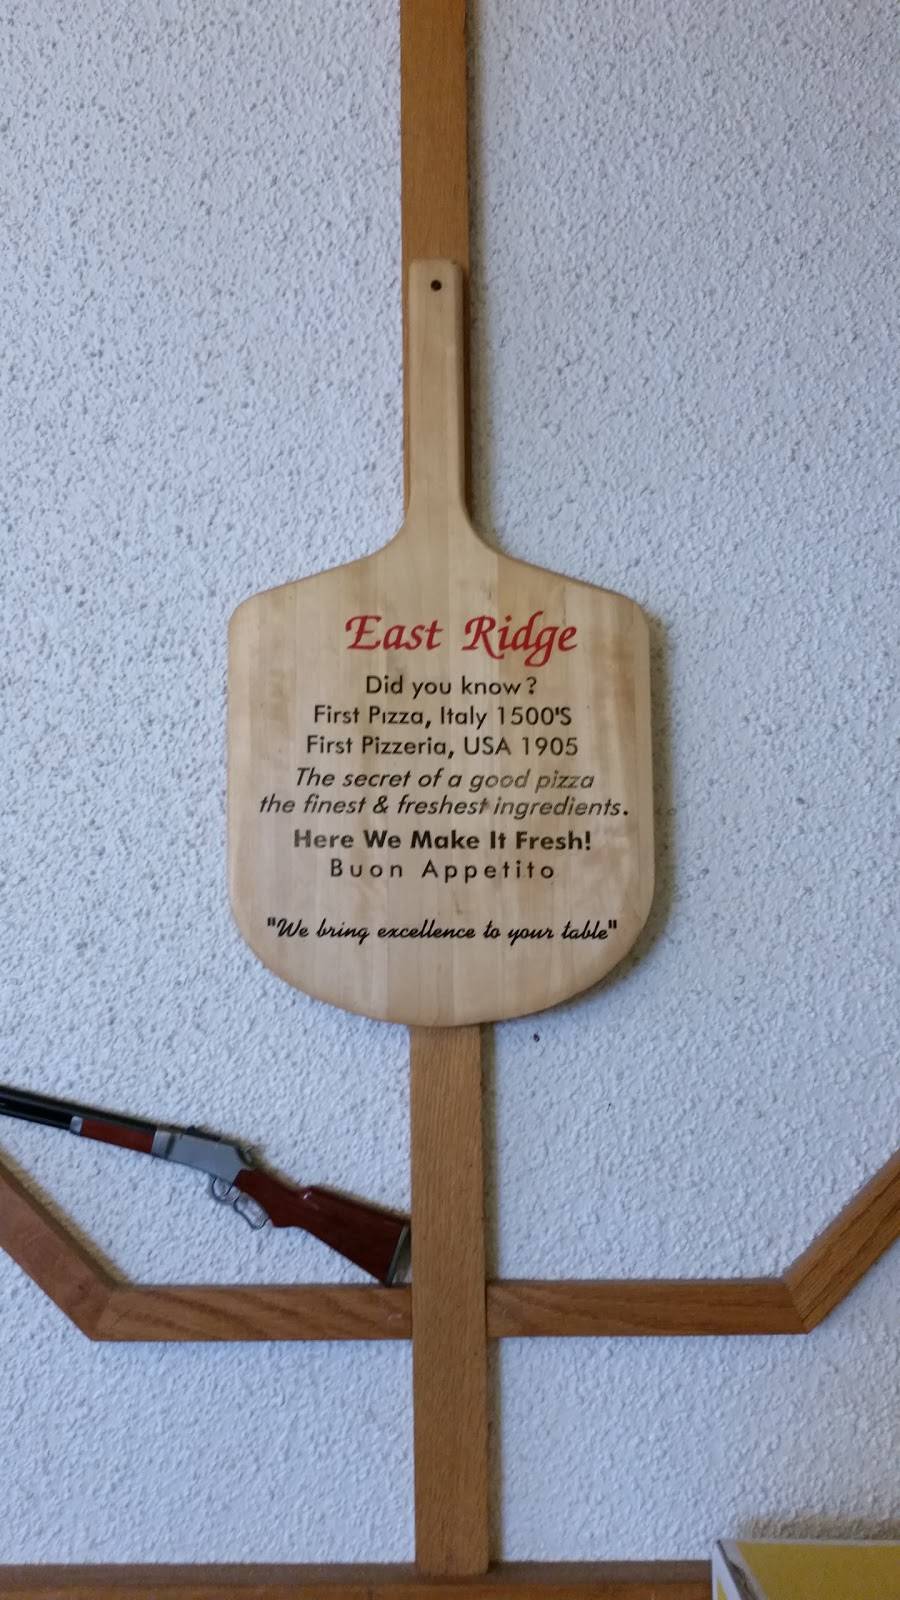 East Ridge
Did you know?
First Pizza, Italy 1500'S
First Pizzeria, USA 1905
The secret of a good pizza
the finest & freshest ingredients.
Here We Make It Fresh!
Buon Appetito
"We bring excellence to your table"